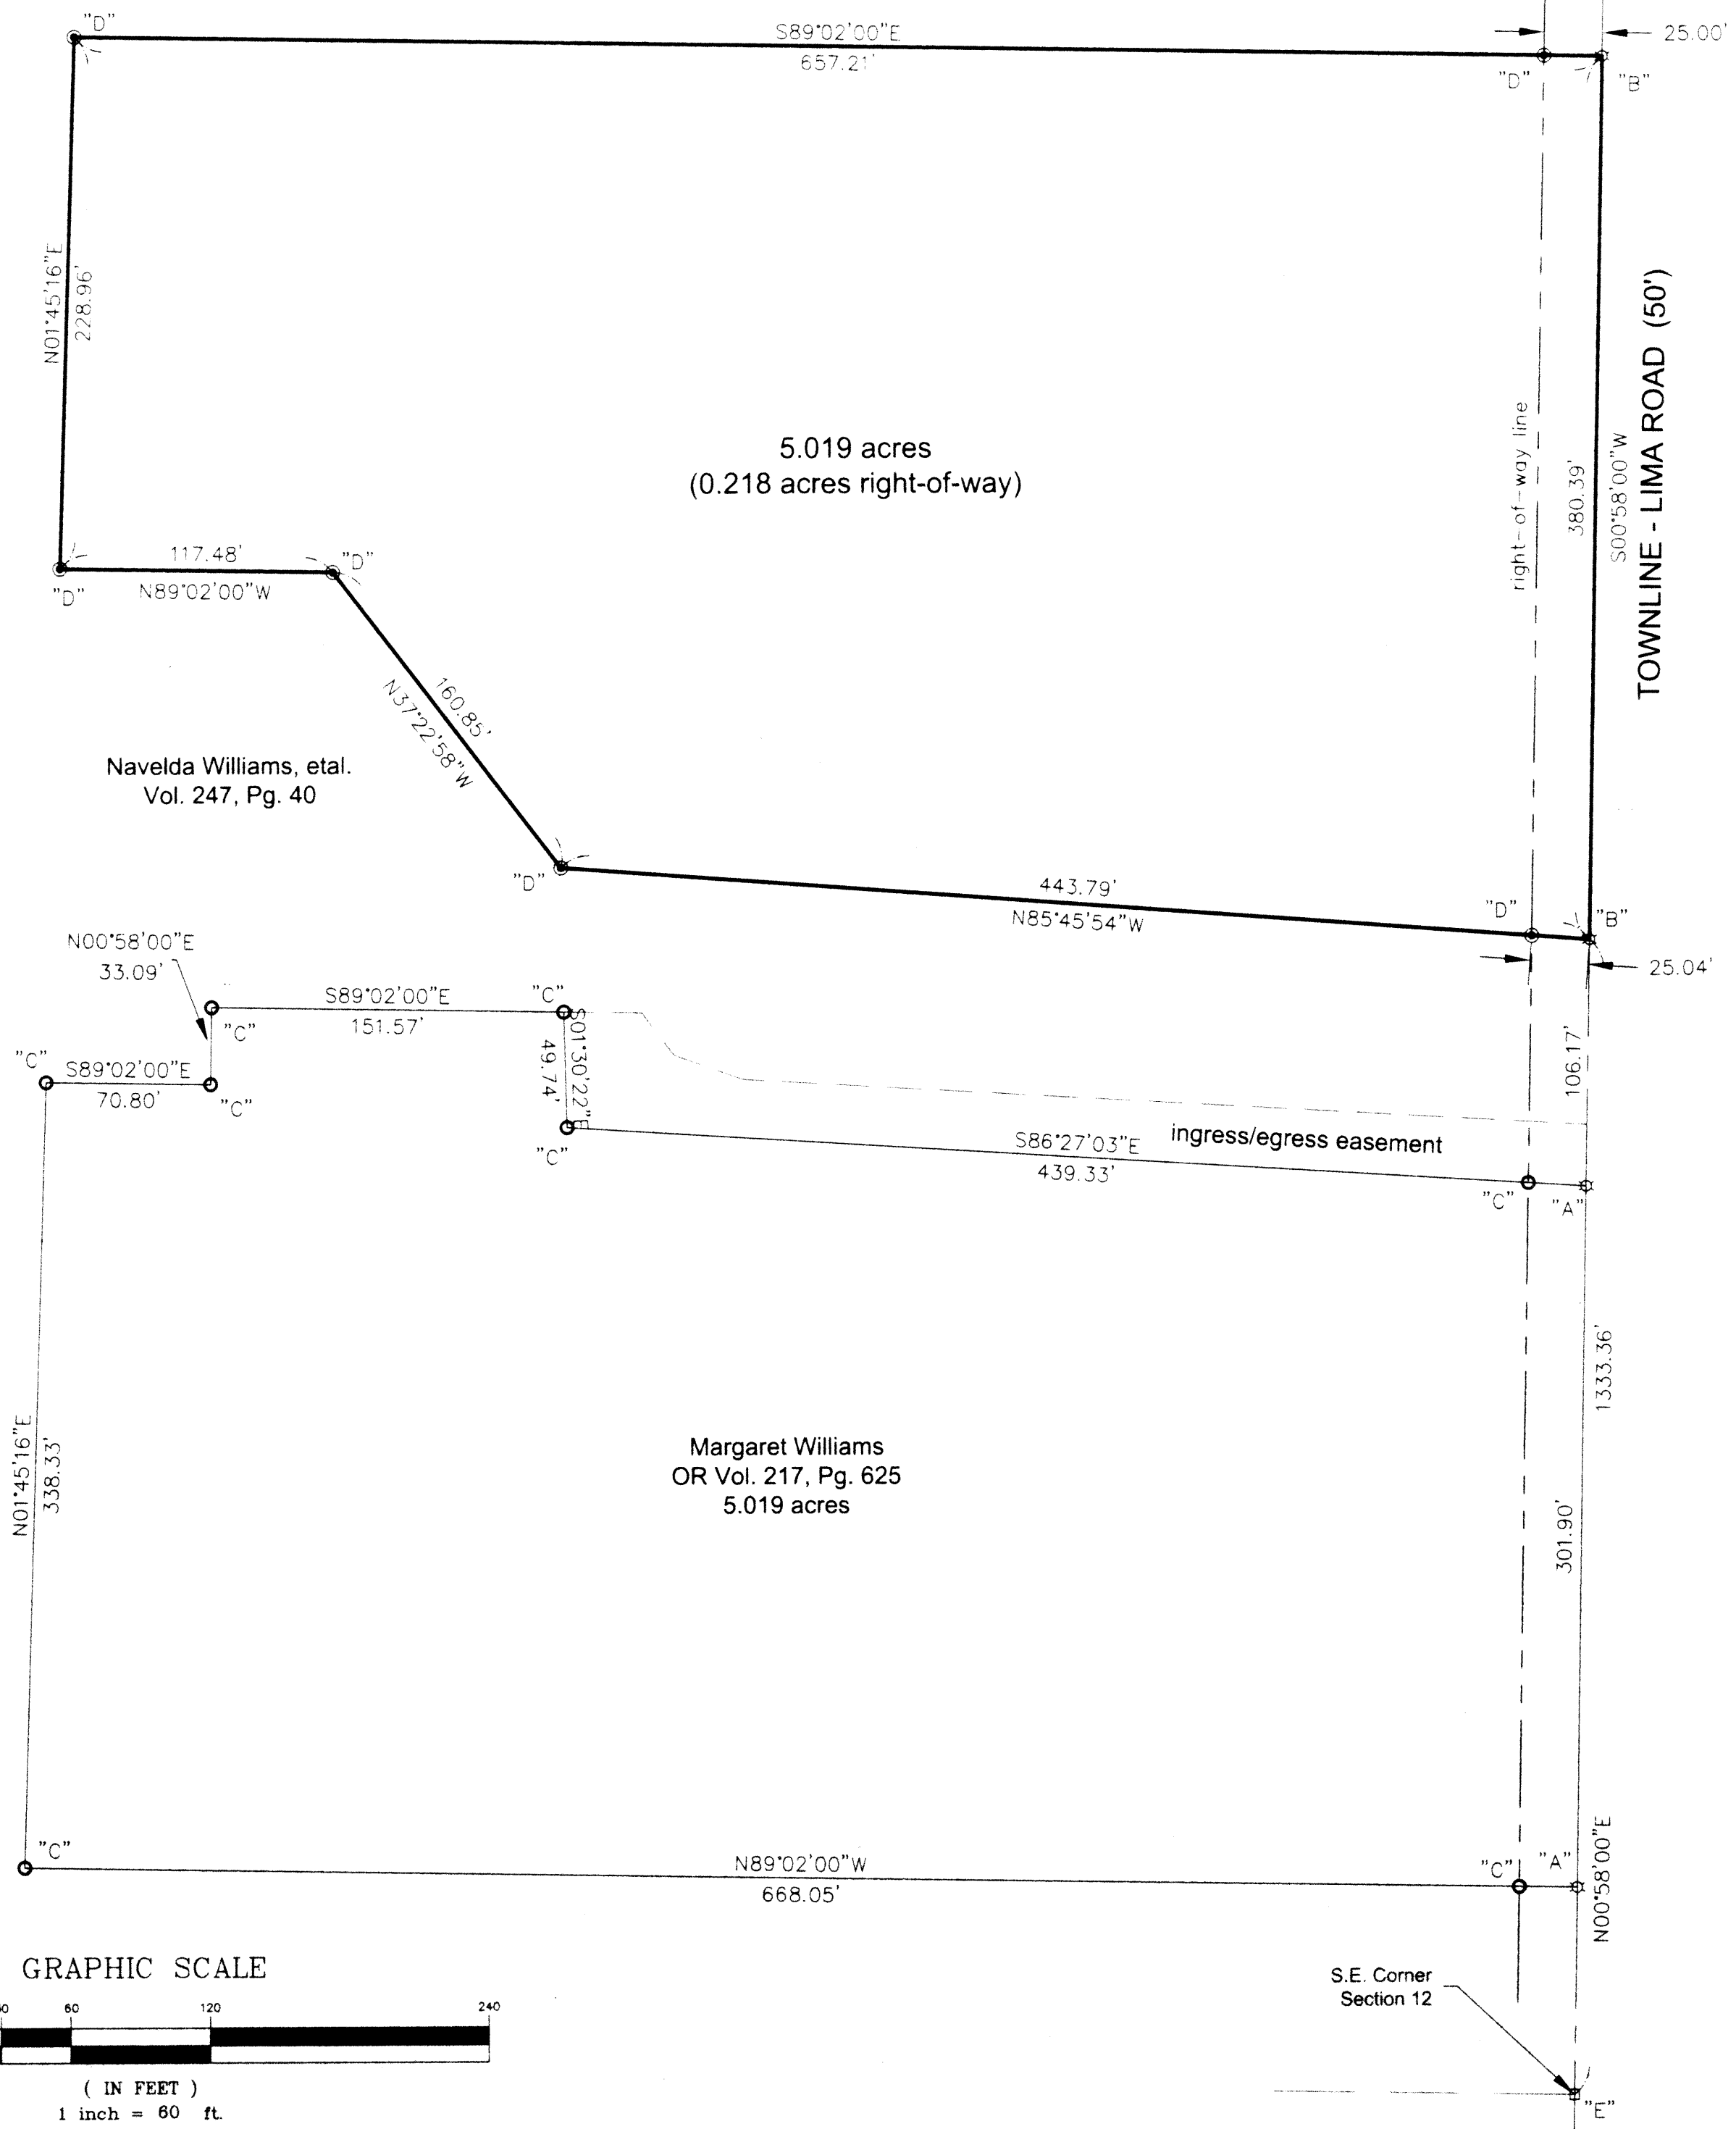 "D"
S89°02'00"E
657.21'
25.00'
"D"
"B"
N01°45'16"E
228.96'
5.019 acres
(0.218 acres right-of-way)
right-of-way line
380.39'
S00°58'00"W
TOWNLINE - LIMA ROAD (50')
117.48'
"D"
"D"
N89°02'00"W
160.85'
N37°22'58"W
Navelda Williams, etal.
Vol. 247, Pg. 40
"D"
443.79'
N85°45'54"W
"D"
"B"
25.04'
N00°58'00"E
33.09'
S89°02'00"E
151.57'
"C"
"C"
"C"
S89°02'00"E
70.80'
"C"
S01°30'22"E
49.74'
"C"
106.17'
S86°27'03"E
439.33'
ingress/egress easement
"C"
"A"
1333.36'
N01°45'16"E
338.33'
Margaret Williams
OR Vol. 217, Pg. 625
5.019 acres
301.90'
"C"
N89°02'00"W
668.05'
"C"
"A"
N00°58'00"E
GRAPHIC SCALE
60
120
240
( IN FEET )
1 inch = 60 ft.
S.E. Corner
Section 12
"E"